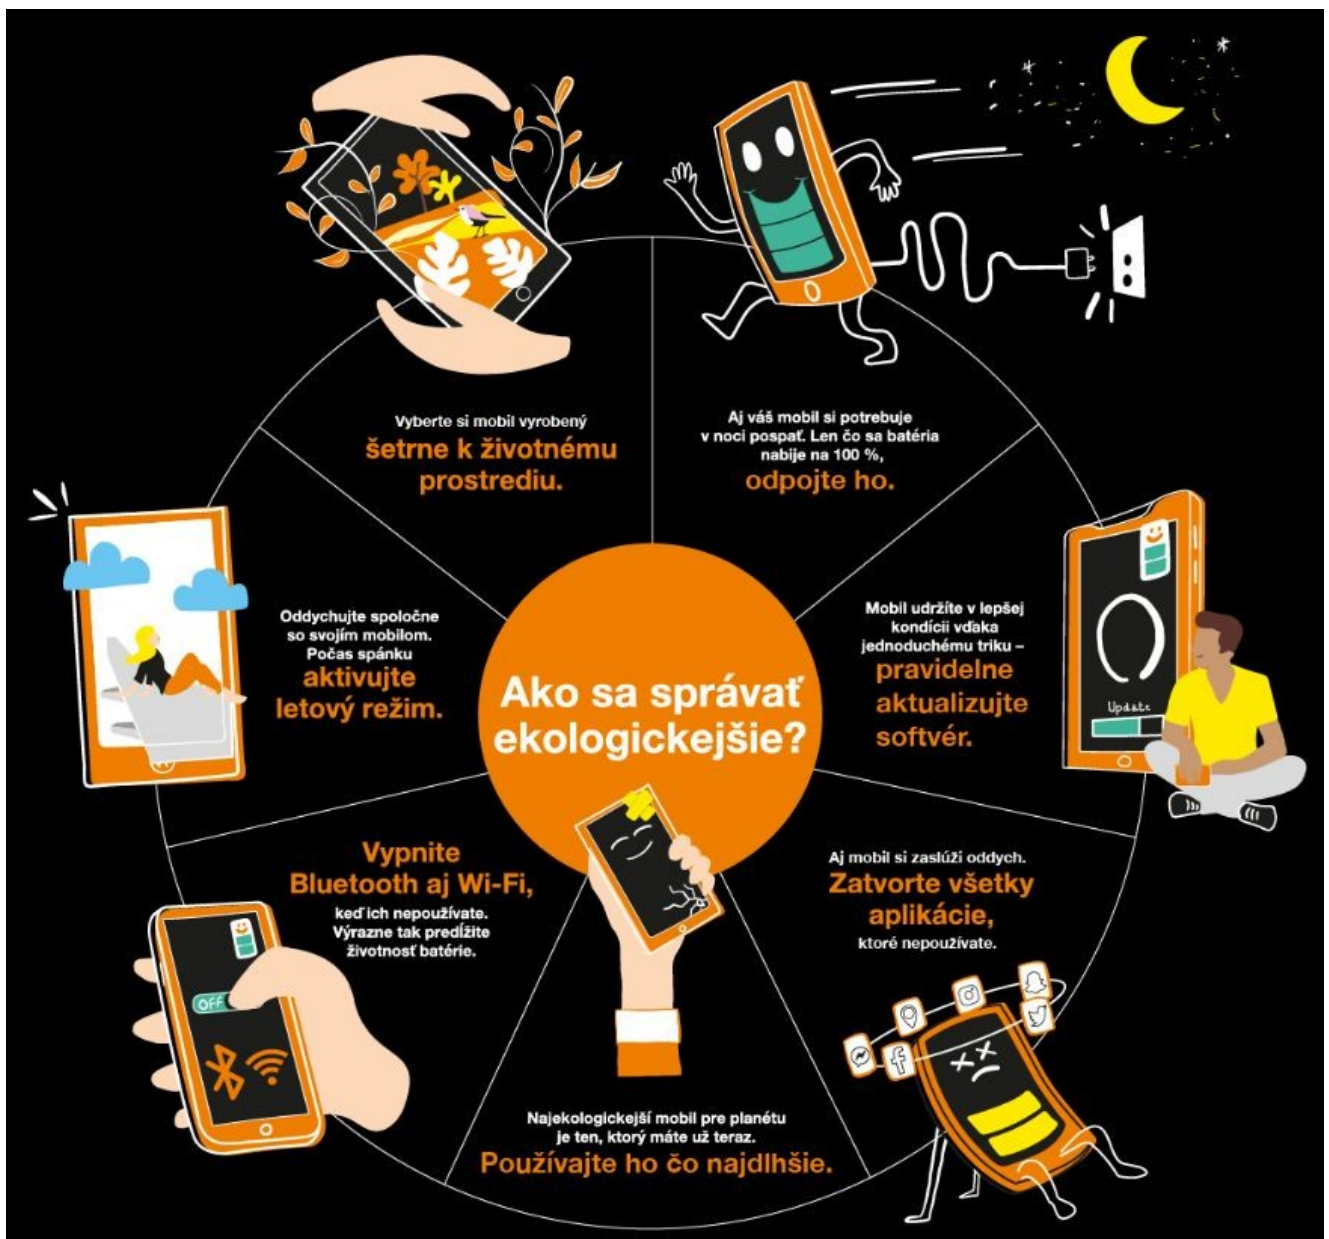 Vyberte si mobil vyrobený
šetrne k životnému
prostrediu.
Aj váš mobil si potrebuje
v noci pospať. Len čo sa batéria
nabije na 100 %,
odpojte ho.
Oddychujte spoločne
so svojím mobilom.
Počas spánku
aktivujte
letový režim.
Ako sa správať
ekologickejšie?
Mobil udržíte v lepšej
kondícii vďaka
jednoduchému triku –
pravidelne
aktualizujte
softvér.
Update
Vypnite
Bluetooth aj Wi-Fi,
keď ich nepoužívate.
Výrazne tak predĺžite
životnosť batérie.
OFF
Aj mobil si zaslúži oddych.
Zatvorte všetky
aplikácie,
ktoré nepoužívate.
Najekologickejší mobil pre planétu
je ten, ktorý máte už teraz.
Používajte ho čo najdlhšie.